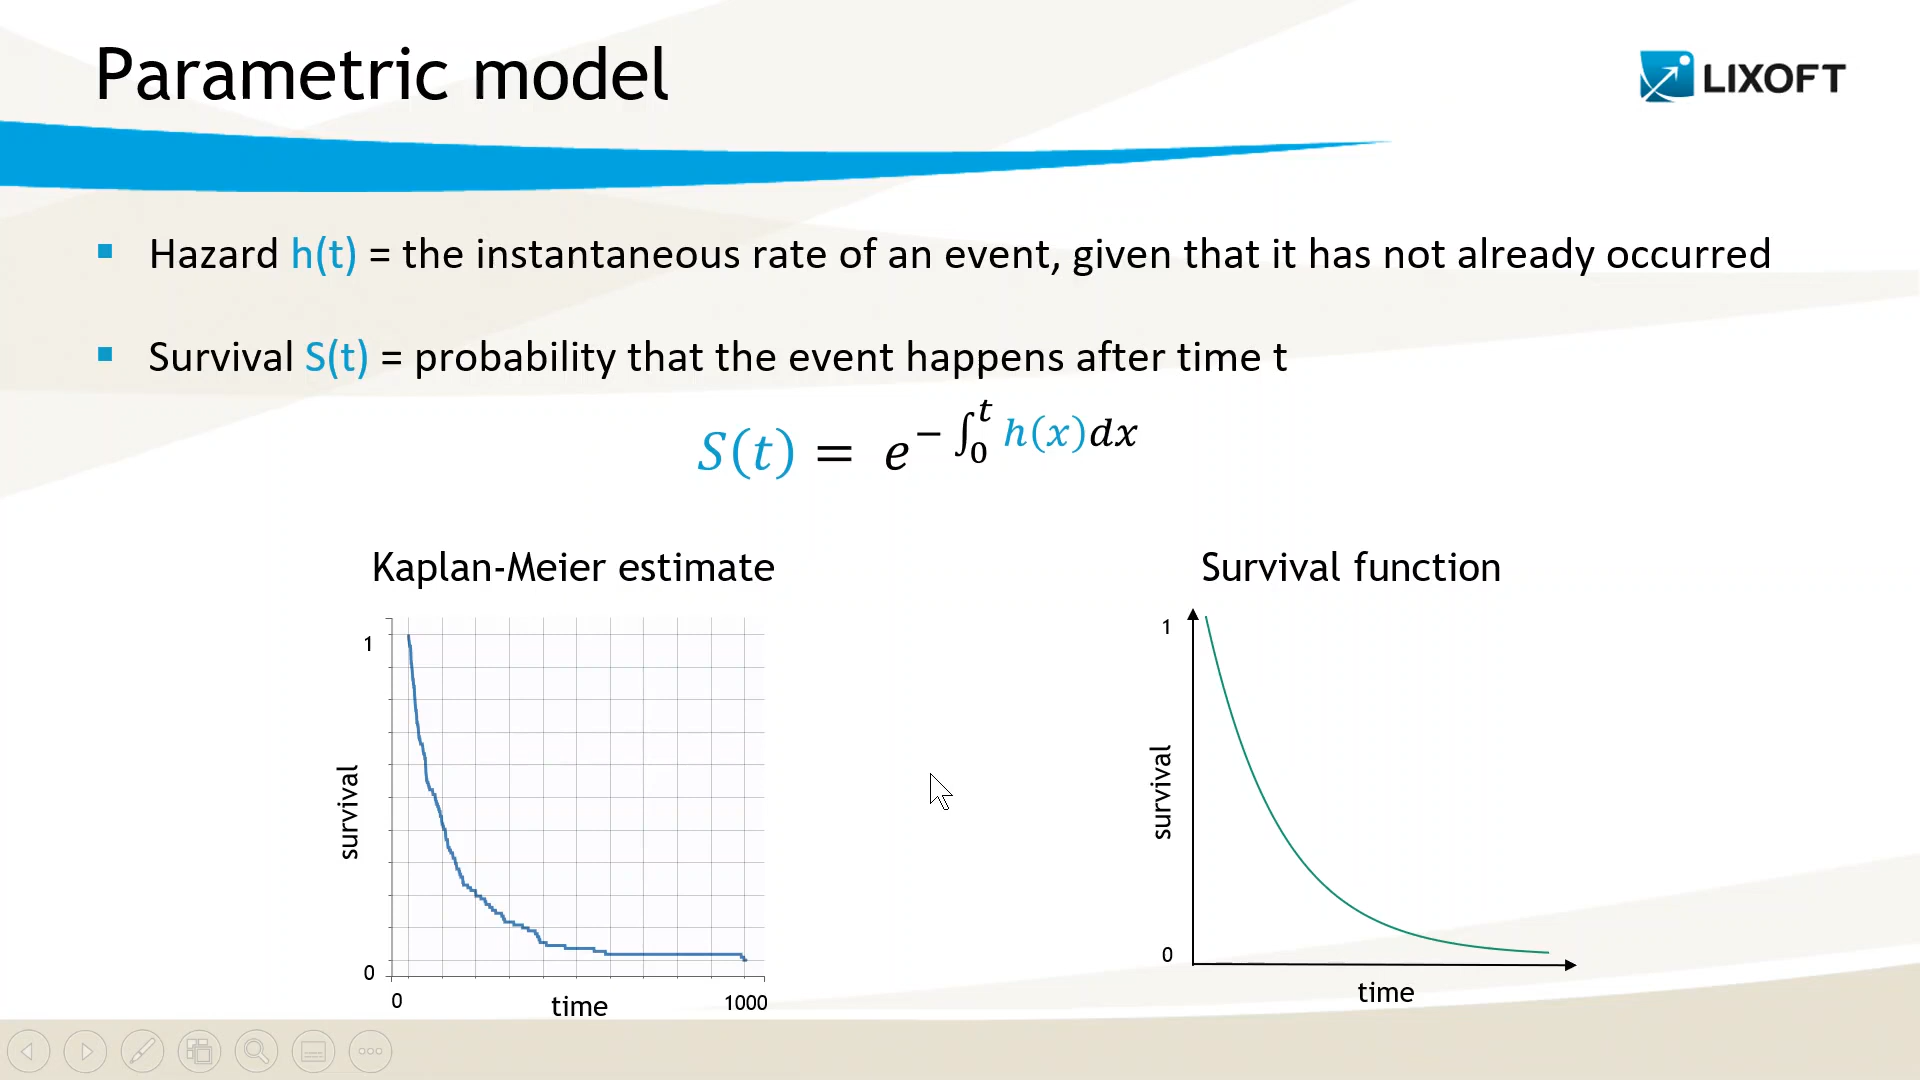 Parametric model
LIXOFT
Hazard h(t) = the instantaneous rate of an event, given that it has not already occurred
Survival S(t) = probability that the event happens after time t
S(t) = e^{-∫_0^t h(x)dx}
Kaplan-Meier estimate
1
survival
0
0
time
1000
Survival function
1
survival
0
time